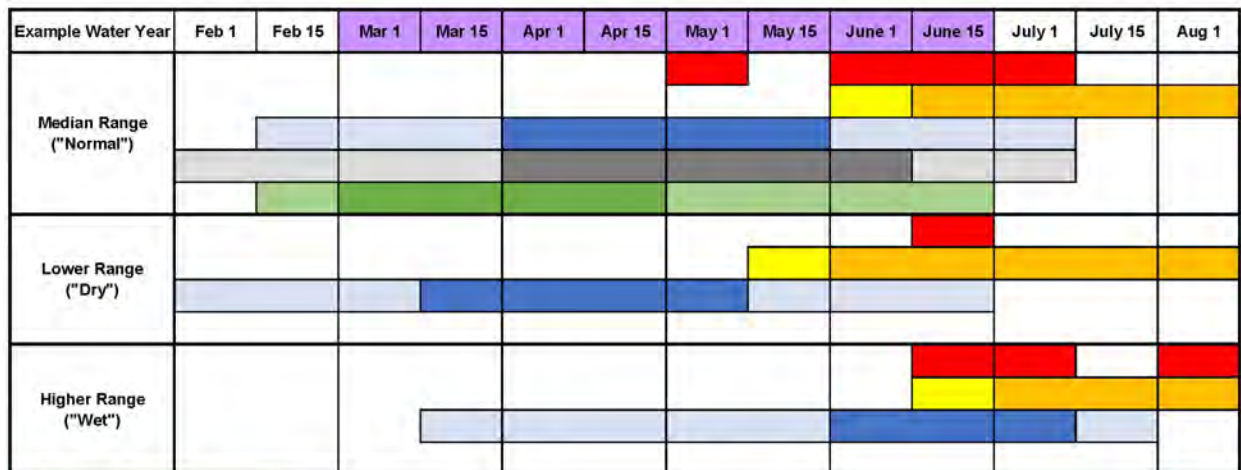 Example Water Year Feb 1 Feb 15 Mar 1 Mar 15 Apr 1 Apr 15 May 1 May 15 June 1 June 15 July 1 July 15 Aug 1
Median Range
("Normal")
Lower Range
("Dry")
Higher Range
("Wet")